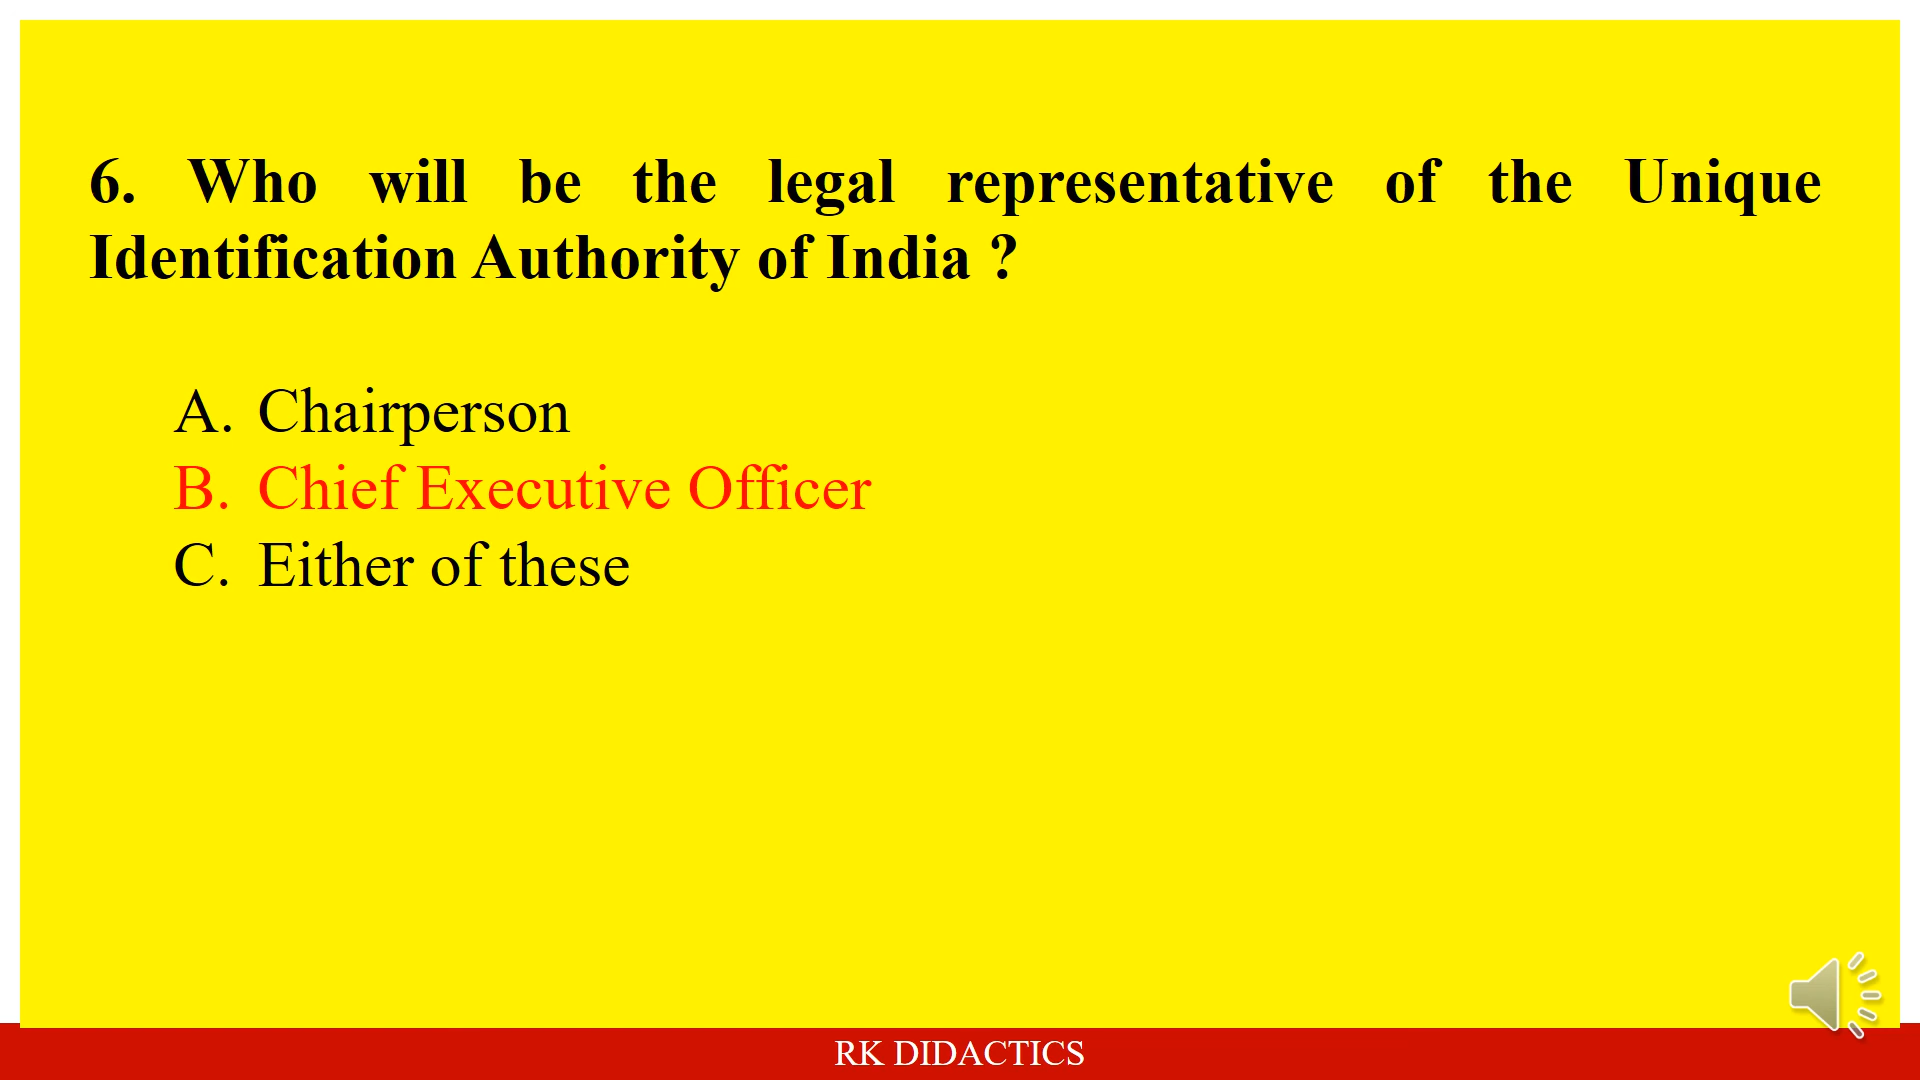 6. Who will be the legal representative of the Unique
Identification Authority of India ?
A. Chairperson
B. Chief Executive Officer
C. Either of these
RK DIDACTICS